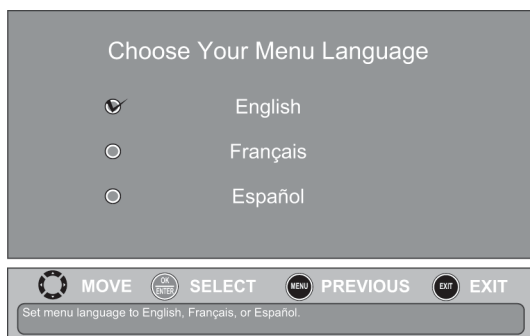 Choose Your Menu Language
English
Français
Español
MOVE OK ENTER SELECT MENU PREVIOUS EXIT EXIT
Set menu language to English, Français, or Español.